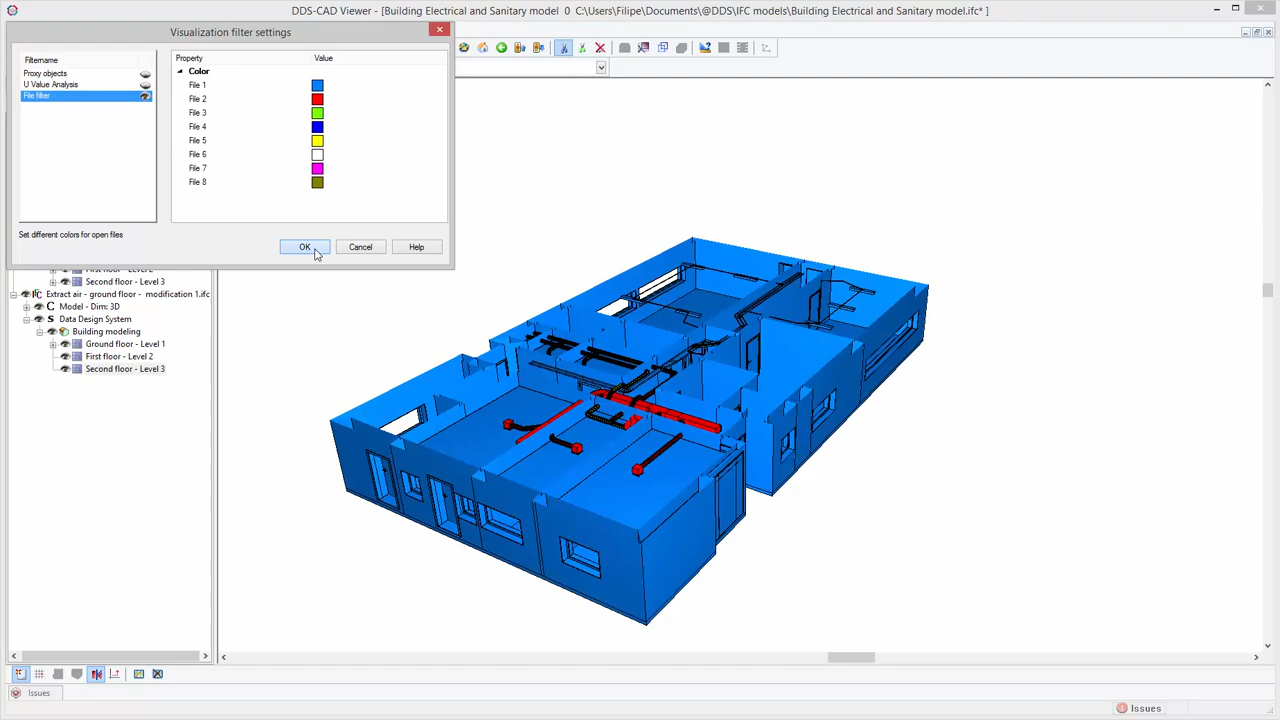 DDS-CAD Viewer - [Building Electrical and Sanitary model  0  C:\Users\Filipe\Documents\@DDS\IFC models\Building Electrical and Sanitary model.ifc* ]
Visualization filter settings
Filtername
Proxy objects
U Value Analysis
File filter
Property Value
Color
File 1
File 2
File 3
File 4
File 5
File 6
File 7
File 8
Set different colors for open files
OK Cancel Help
Second floor - Level 3
Extract air - ground floor -  modification 1.ifc
Model - Dim: 3D
Data Design System
Building modeling
Ground floor - Level 1
First floor - Level 2
Second floor - Level 3
Issues
Issues